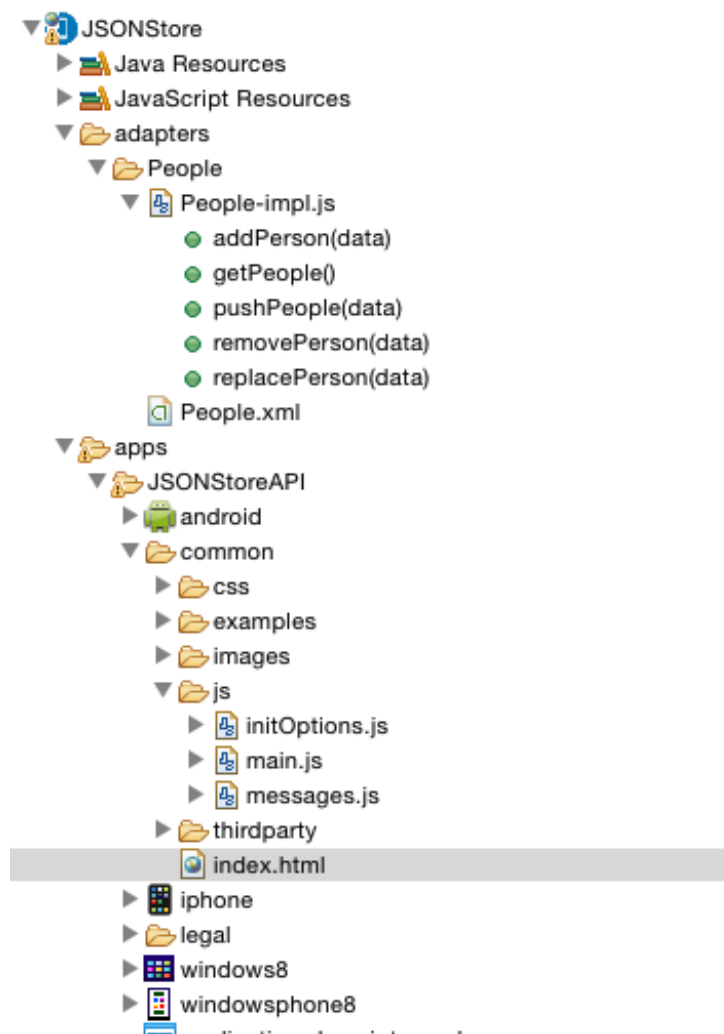 JSONStore
Java Resources
JavaScript Resources
adapters
People
People-impl.js
addPerson(data)
getPeople()
pushPeople(data)
removePerson(data)
replacePerson(data)
People.xml
apps
JSONStoreAPI
android
common
css
examples
images
js
initOptions.js
main.js
messages.js
thirdparty
index.html
iphone
legal
windows8
windowsphone8